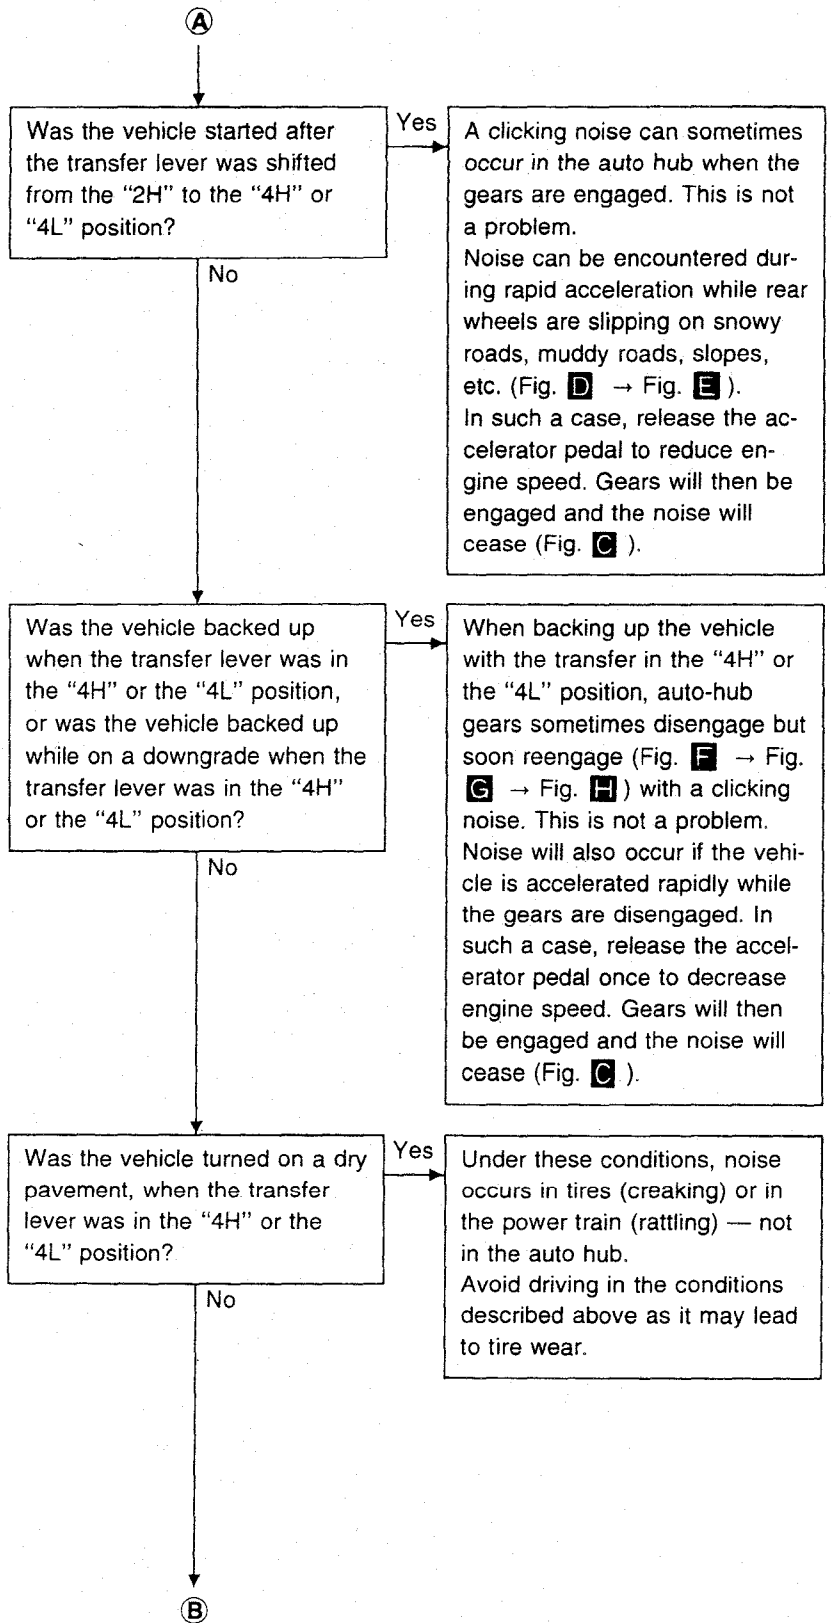 A
Was the vehicle started after
the transfer lever was shifted
from the “2H” to the “4H” or
“4L” position?
Yes
A clicking noise can sometimes
occur in the auto hub when the
gears are engaged. This is not
a problem.
Noise can be encountered dur-
ing rapid acceleration while rear
wheels are slipping on snowy
roads, muddy roads, slopes,
etc. (Fig. D → Fig. E ).
In such a case, release the ac-
celerator pedal to reduce en-
gine speed. Gears will then be
engaged and the noise will
cease (Fig. C ).
No
Was the vehicle backed up
when the transfer lever was in
the “4H” or the “4L” position,
or was the vehicle backed up
while on a downgrade when the
transfer lever was in the “4H”
or the “4L” position?
Yes
When backing up the vehicle
with the transfer in the “4H” or
the “4L” position, auto-hub
gears sometimes disengage but
soon reengage (Fig. F → Fig.
G → Fig. H ) with a clicking
noise. This is not a problem.
Noise will also occur if the vehi-
cle is accelerated rapidly while
the gears are disengaged. In
such a case, release the accel-
erator pedal once to decrease
engine speed. Gears will then
be engaged and the noise will
cease (Fig. C ).
No
Was the vehicle turned on a dry
pavement, when the transfer
lever was in the “4H” or the
“4L” position?
Yes
Under these conditions, noise
occurs in tires (creaking) or in
the power train (rattling) — not
in the auto hub.
Avoid driving in the conditions
described above as it may lead
to tire wear.
No
B